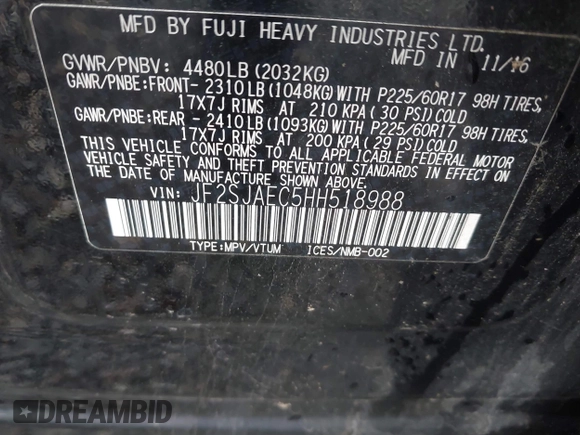 MFD BY FUJI HEAVY INDUSTRIES LTD.
GVWR/PNBV: 4480LB (2032KG) MFD IN 11/16
GAWR/PNBE:FRONT- 2310LB (1048KG)WITH P225/60R17 98H TIRES,
17X7J RIMS AT 210 KPA ( 30 PSI)COLD
GAWR/PNBE:REAR - 2410LB (1093KG)WITH P225/60R17 98H TIRES,
17X7J RIMS AT 200 KPA ( 29 PSI)COLD
THIS VEHICLE CONFORMS TO ALL APPLICABLE FEDERAL MOTOR
VEHICLE SAFETY AND THEFT PREVENTION STANDARDS IN EFFECT
ON THE DATE OF MANUFACTURE SHOWN ABOVE.
VIN: JF2SJAEC5HH518988
TYPE:MPV/VTUM ICES/NMB-002
DREAMBID